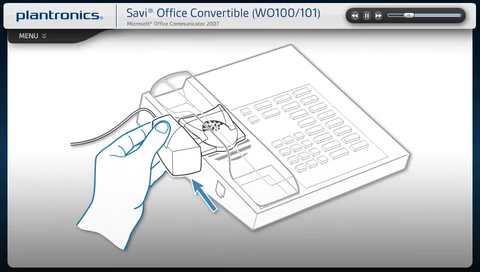 plantronics®
Savi® Office Convertible (WO100/101)
Microsoft® Office Communicator 2007
MENU